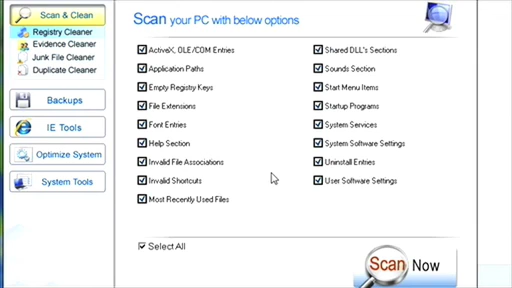 Scan & Clean
Registry Cleaner
Evidence Cleaner
Junk File Cleaner
Duplicate Cleaner
Backups
IE Tools
Optimize System
System Tools
Scan your PC with below options
ActiveX, OLE/COM Entries
Application Paths
Empty Registry Keys
File Extensions
Font Entries
Help Section
Invalid File Associations
Invalid Shortcuts
Most Recently Used Files
Shared DLL's Sections
Sounds Section
Start Menu Items
Startup Programs
System Services
System Software Settings
Uninstall Entries
User Software Settings
Select All
Scan Now